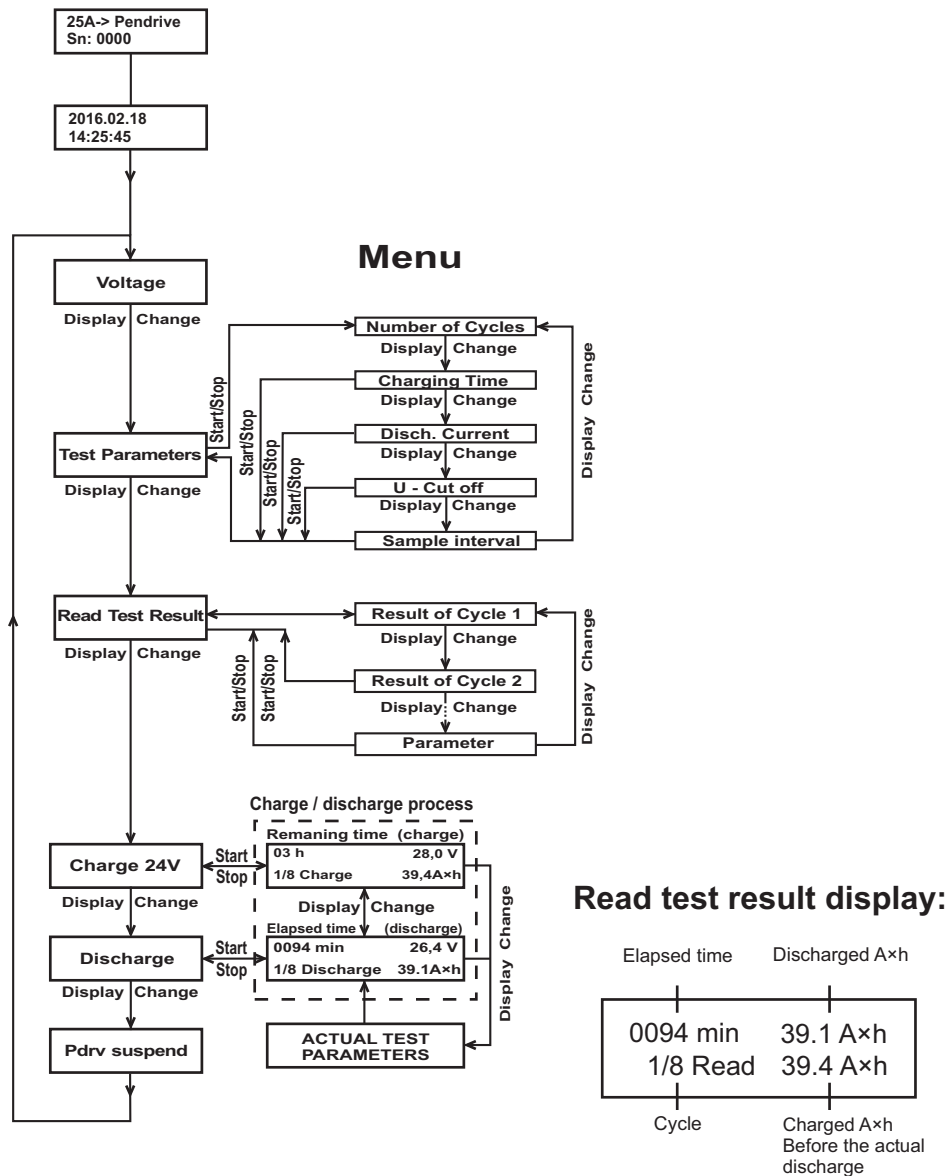 25A-> Pendrive
Sn: 0000
2016.02.18
14:25:45
Menu
Voltage
Display Change
Test Parameters
Display Change
Start/Stop
Start/Stop
Start/Stop
Start/Stop
Number of Cycles
Display Change
Charging Time
Display Change
Disch. Current
Display Change
U - Cut off
Display Change
Sample interval
Display Change
Read Test Result
Display Change
Start/Stop
Start/Stop
Result of Cycle 1
Display Change
Result of Cycle 2
Display Change
Parameter
Display Change
Charge / discharge process
Charge 24V
Display Change
Start
Stop
Remaning time (charge)
03 h 28,0 V
1/8 Charge 39,4A×h
Display Change
Discharge
Display Change
Start
Stop
Elapsed time (discharge)
0094 min 26,4 V
1/8 Discharge 39.1A×h
Display Change
ACTUAL TEST
PARAMETERS
Pdrv suspend
Read test result display:
Elapsed time Discharged A×h
0094 min 39.1 A×h
1/8 Read 39.4 A×h
Cycle Charged A×h
Before the actual
discharge